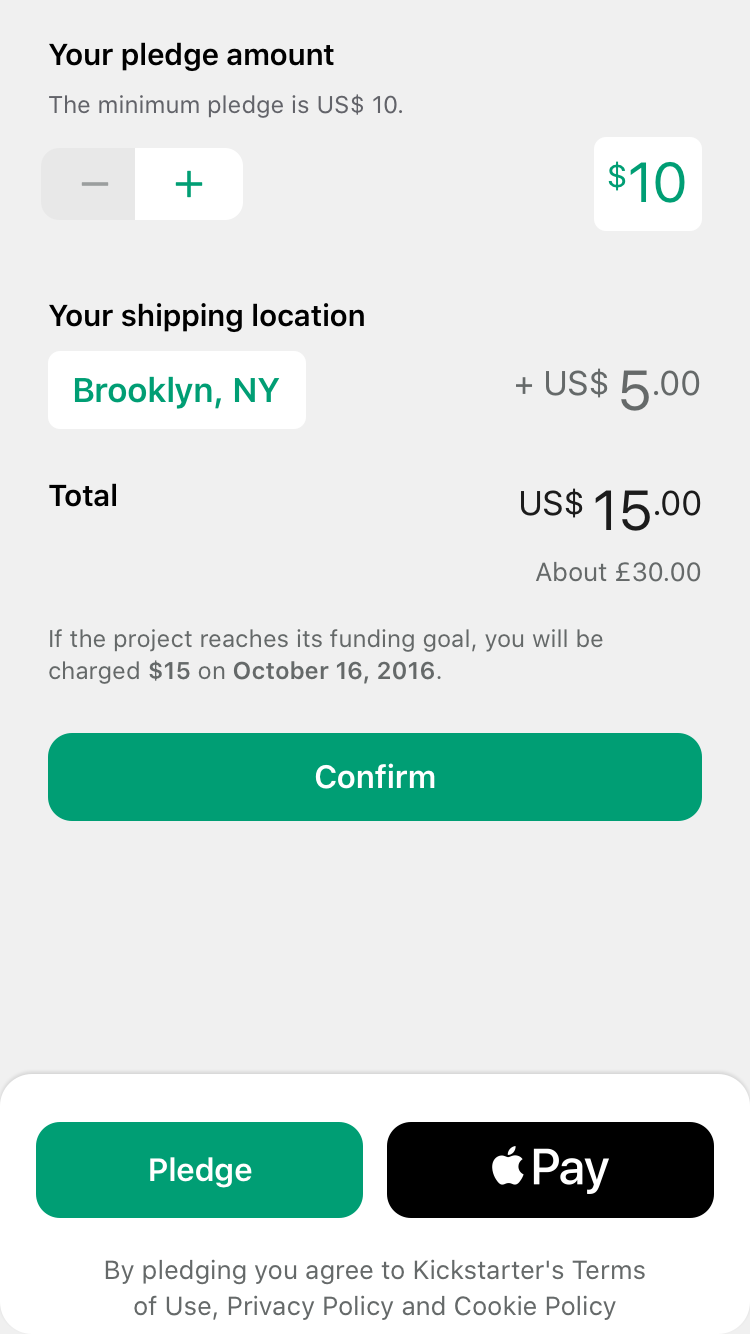 Your pledge amount
The minimum pledge is US$ 10.
− +
$10
Your shipping location
Brooklyn, NY
+ US$ 5.00
Total
US$ 15.00
About £30.00
If the project reaches its funding goal, you will be
charged $15 on October 16, 2016.
Confirm
Pledge
Pay
By pledging you agree to Kickstarter's Terms
of Use, Privacy Policy and Cookie Policy